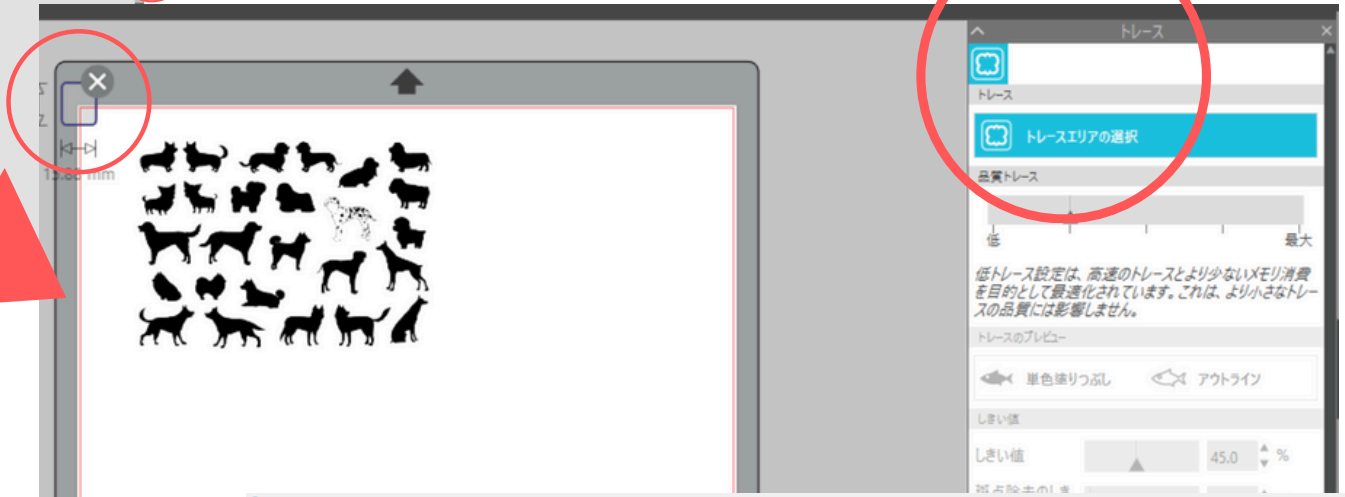 トレース
トレース
トレースエリアの選択
品質トレース
低
最大
低トレース設定は、高速のトレースとより少ないメモリ消費
を目的として最適化されています。これは、より小さなトレー
スの品質には影響しません。
トレースのプレビュー
単色塗りつぶし
アウトライン
しきい値
しきい値
45.0
%
mm